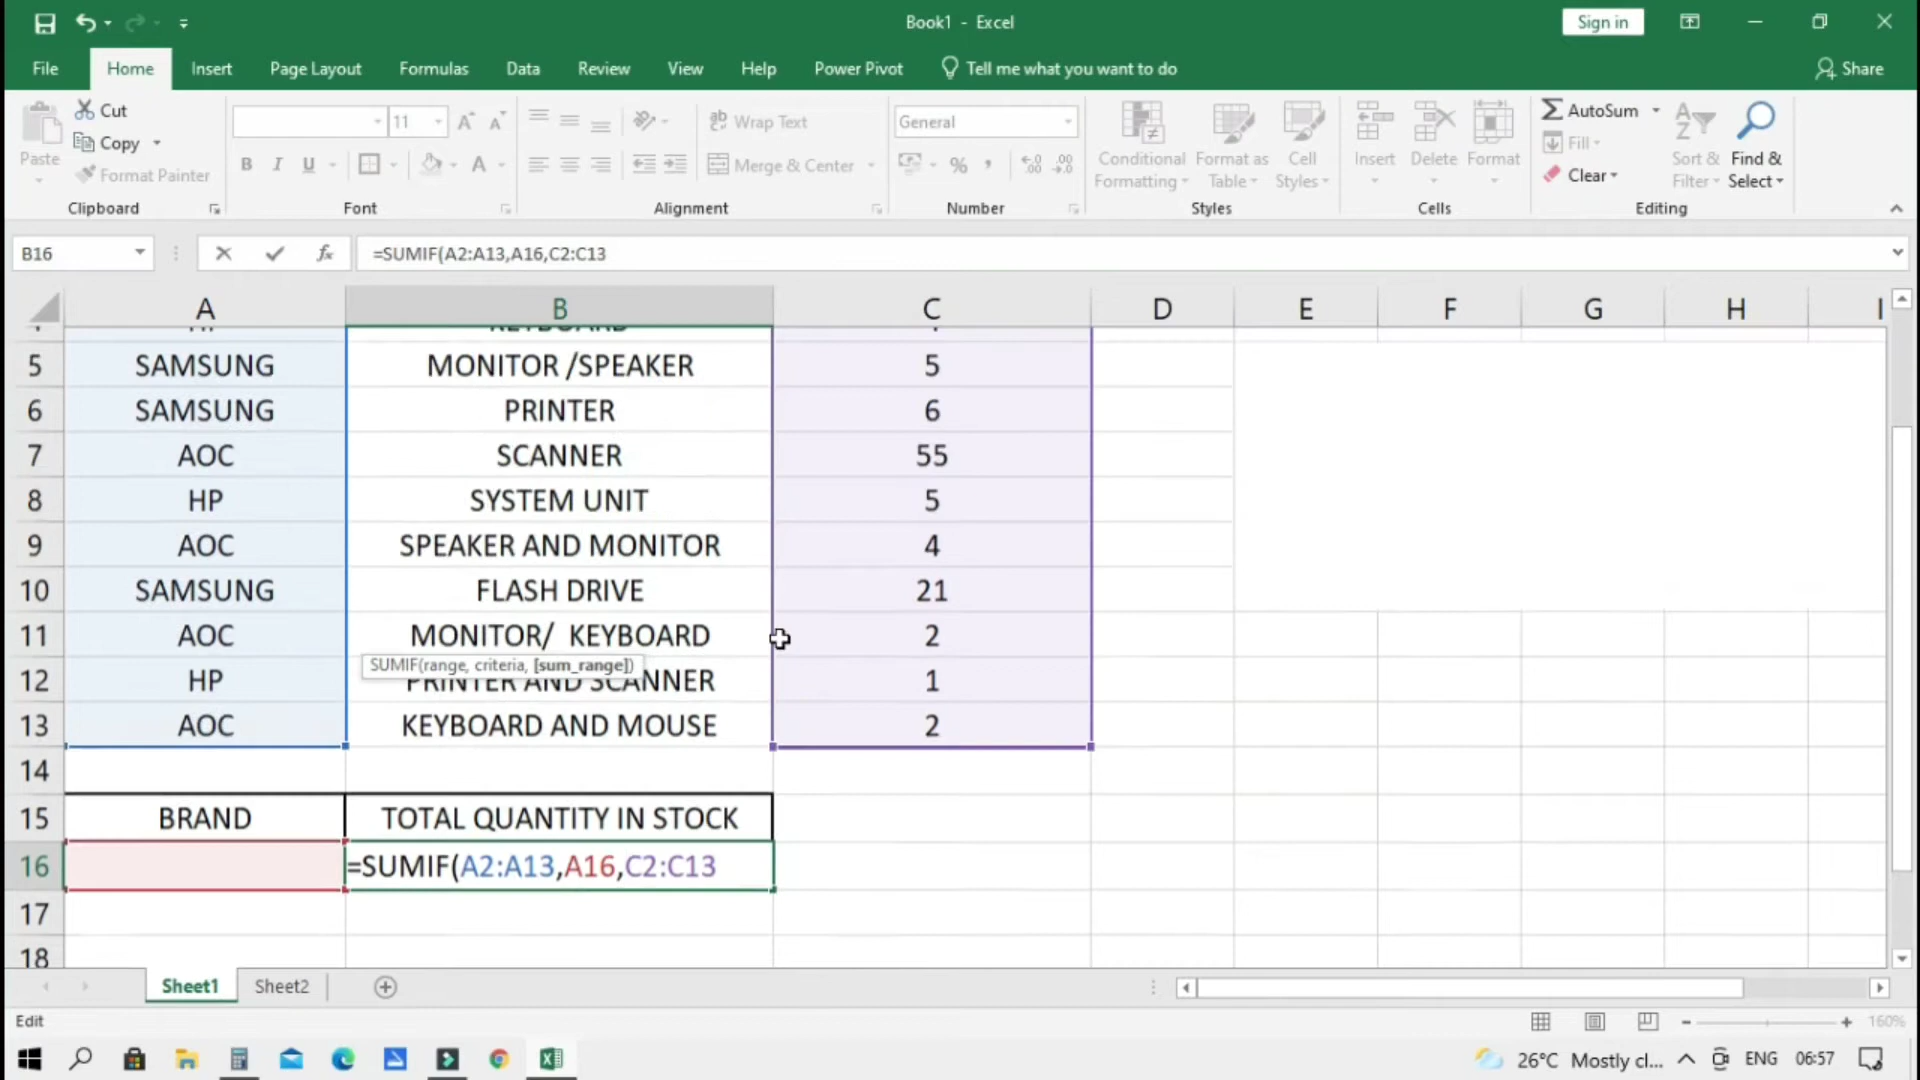 Book1 - Excel
Sign in
File Home Insert Page Layout Formulas Data Review View Help Power Pivot Tell me what you want to do Share
Cut
Copy
Format Painter
Paste
Clipboard
11
B I U
Font
Wrap Text
Merge & Center
Alignment
General
%
Number
Conditional Formatting
Format as Table
Cell Styles
Styles
Insert Delete Format
Cells
AutoSum
Fill
Clear
Sort & Filter
Find & Select
Editing
B16 fx =SUMIF(A2:A13,A16,C2:C13
A B C D E F G H I
5 SAMSUNG MONITOR /SPEAKER 5
6 SAMSUNG PRINTER 6
7 AOC SCANNER 55
8 HP SYSTEM UNIT 5
9 AOC SPEAKER AND MONITOR 4
10 SAMSUNG FLASH DRIVE 21
11 AOC MONITOR/ KEYBOARD 2
SUMIF(range, criteria, [sum_range])
12 HP PRINTER AND SCANNER 1
13 AOC KEYBOARD AND MOUSE 2
14
15 BRAND TOTAL QUANTITY IN STOCK
16 =SUMIF(A2:A13,A16,C2:C13
17
18
Sheet1 Sheet2
Edit
160%
26°C Mostly cl... ENG 06:57